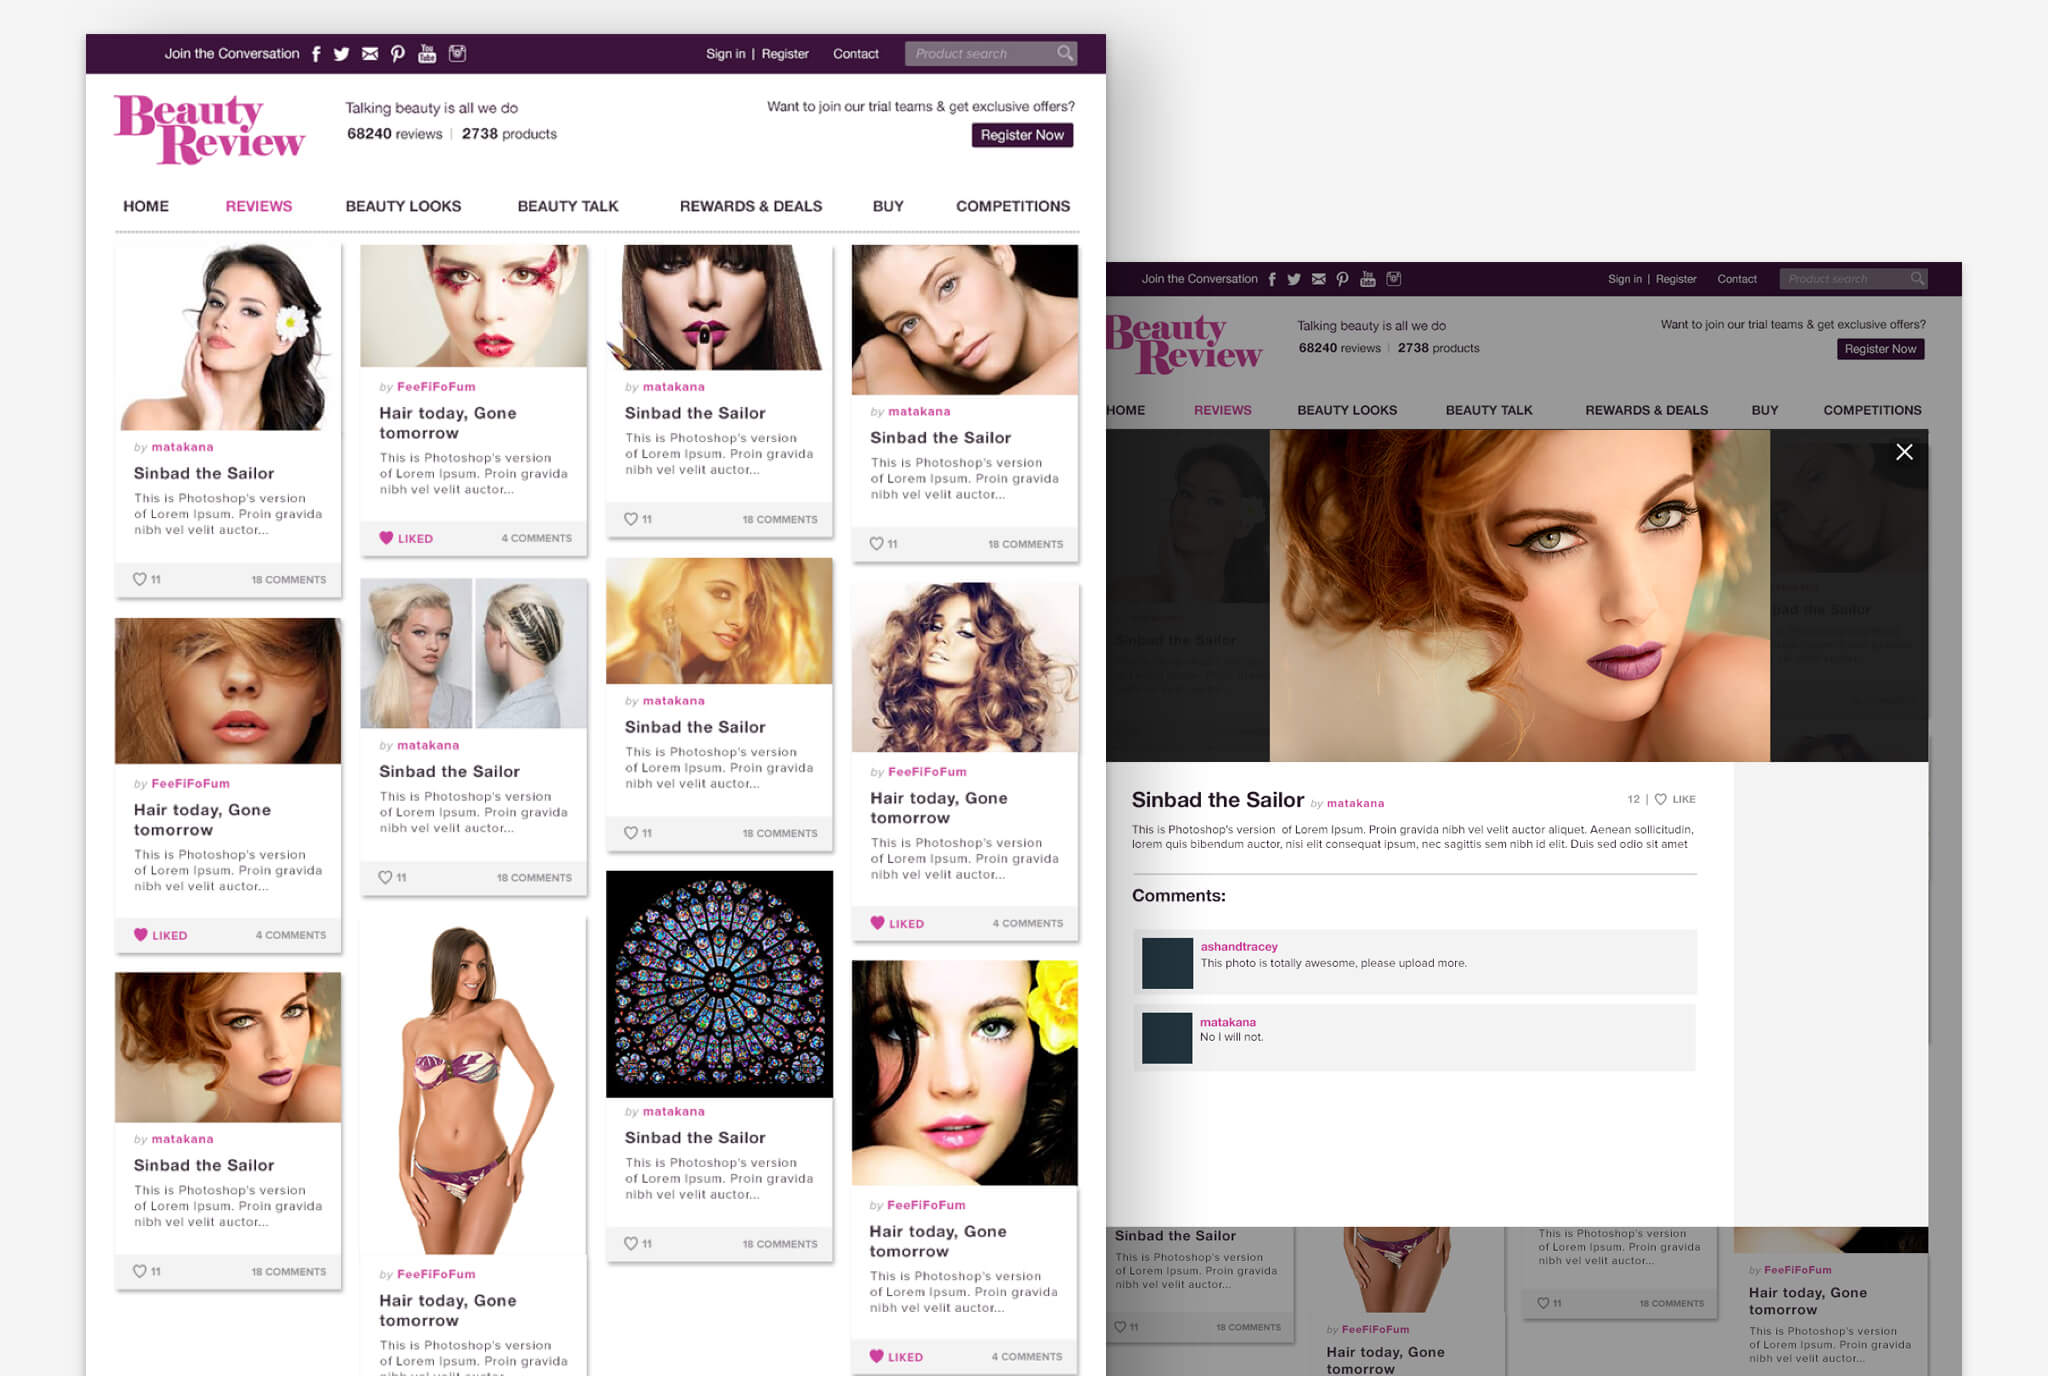 Join the Conversation
Sign in | Register
Contact
Product search
Beauty
Review
Talking beauty is all we do
68240 reviews | 2738 products
Want to join our trial teams & get exclusive offers?
Register Now
HOME
REVIEWS
BEAUTY LOOKS
BEAUTY TALK
REWARDS & DEALS
BUY
COMPETITIONS
by matakana
Sinbad the Sailor
This is Photoshop's version
of Lorem Ipsum. Proin gravida
nibh vel velit auctor...
11
18 COMMENTS
by FeeFiFoFum
Hair today, Gone
tomorrow
This is Photoshop's version
of Lorem Ipsum. Proin gravida
nibh vel velit auctor...
LIKED
4 COMMENTS
by matakana
Sinbad the Sailor
This is Photoshop's version
of Lorem Ipsum. Proin gravida
nibh vel velit auctor...
11
18 COMMENTS
by FeeFiFoFum
Hair today, Gone
tomorrow
This is Photoshop's version
of Lorem Ipsum. Proin gravida
nibh vel velit auctor...
LIKED
4 COMMENTS
by matakana
Sinbad the Sailor
This is Photoshop's version
of Lorem Ipsum. Proin gravida
nibh vel velit auctor...
11
18 COMMENTS
by FeeFiFoFum
Hair today, Gone
tomorrow
This is Photoshop's version
of Lorem Ipsum. Proin gravida
by matakana
Sinbad the Sailor
This is Photoshop's version
of Lorem Ipsum. Proin gravida
nibh vel velit auctor...
11
18 COMMENTS
by matakana
Sinbad the Sailor
This is Photoshop's version
of Lorem Ipsum. Proin gravida
nibh vel velit auctor...
11
18 COMMENTS
by matakana
Sinbad the Sailor
This is Photoshop's version
of Lorem Ipsum. Proin gravida
nibh vel velit auctor...
11
18 COMMENTS
by matakana
Sinbad the Sailor
This is Photoshop's version
of Lorem Ipsum. Proin gravida
nibh vel velit auctor...
11
18 COMMENTS
by FeeFiFoFum
Hair today, Gone
tomorrow
This is Photoshop's version
of Lorem Ipsum. Proin gravida
nibh vel velit auctor...
LIKED
4 COMMENTS
by FeeFiFoFum
Hair today, Gone
tomorrow
This is Photoshop's version
of Lorem Ipsum. Proin gravida
nibh vel velit auctor...
LIKED
4 COMMENTS
Join the Conversation
Sign in | Register
Contact
Product search
Beauty
Review
Talking beauty is all we do
68240 reviews | 2738 products
Want to join our trial teams & get exclusive offers?
Register Now
HOME
REVIEWS
BEAUTY LOOKS
BEAUTY TALK
REWARDS & DEALS
BUY
COMPETITIONS
Sinbad the Sailor by matakana
12 | LIKE
This is Photoshop's version of Lorem Ipsum. Proin gravida nibh vel velit auctor aliquet. Aenean sollicitudin,
lorem quis bibendum auctor, nisi elit consequat ipsum, nec sagittis sem nibh id elit. Duis sed odio sit amet
Comments:
ashandtracey
This photo is totally awesome, please upload more.
matakana
No I will not.
Sinbad the Sailor
This is Photoshop's version
of Lorem Ipsum. Proin gravida
nibh vel velit auctor...
11
18 COMMENTS
by FeeFiFoFum
Hair today, Gone
tomorrow
This is Photoshop's version
of Lorem Ipsum. Proin gravida
nibh vel velit auctor...
11
18 COMMENTS
by FeeFiFoFum
Hair today, Gone
tomorrow
This is Photoshop's version
of Lorem Ipsum. Proin gravida